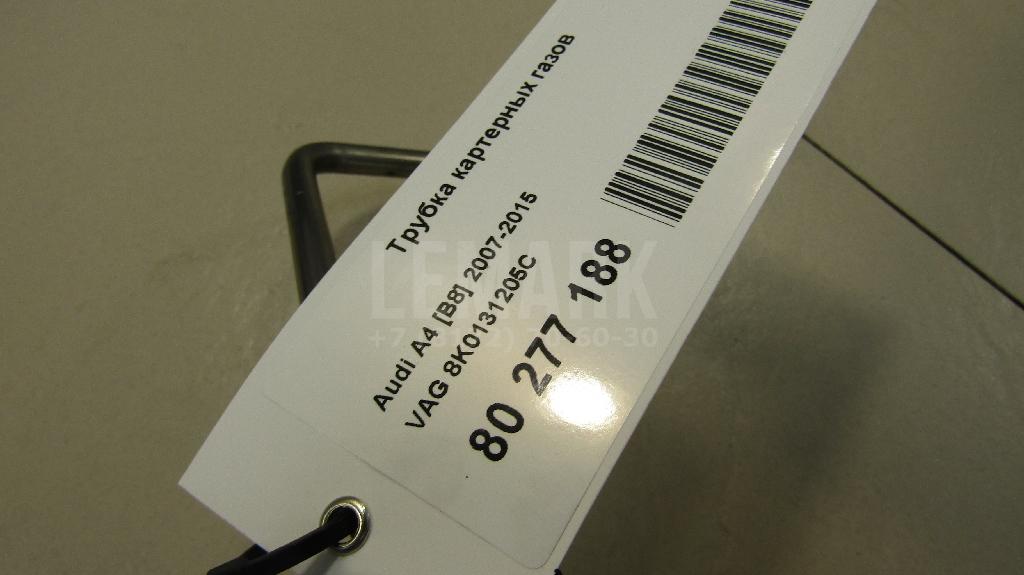 Трубка картерных газов
Audi A4 [B8] 2007-2015
VAG 8K0131205C
80 277 188
LEMARK